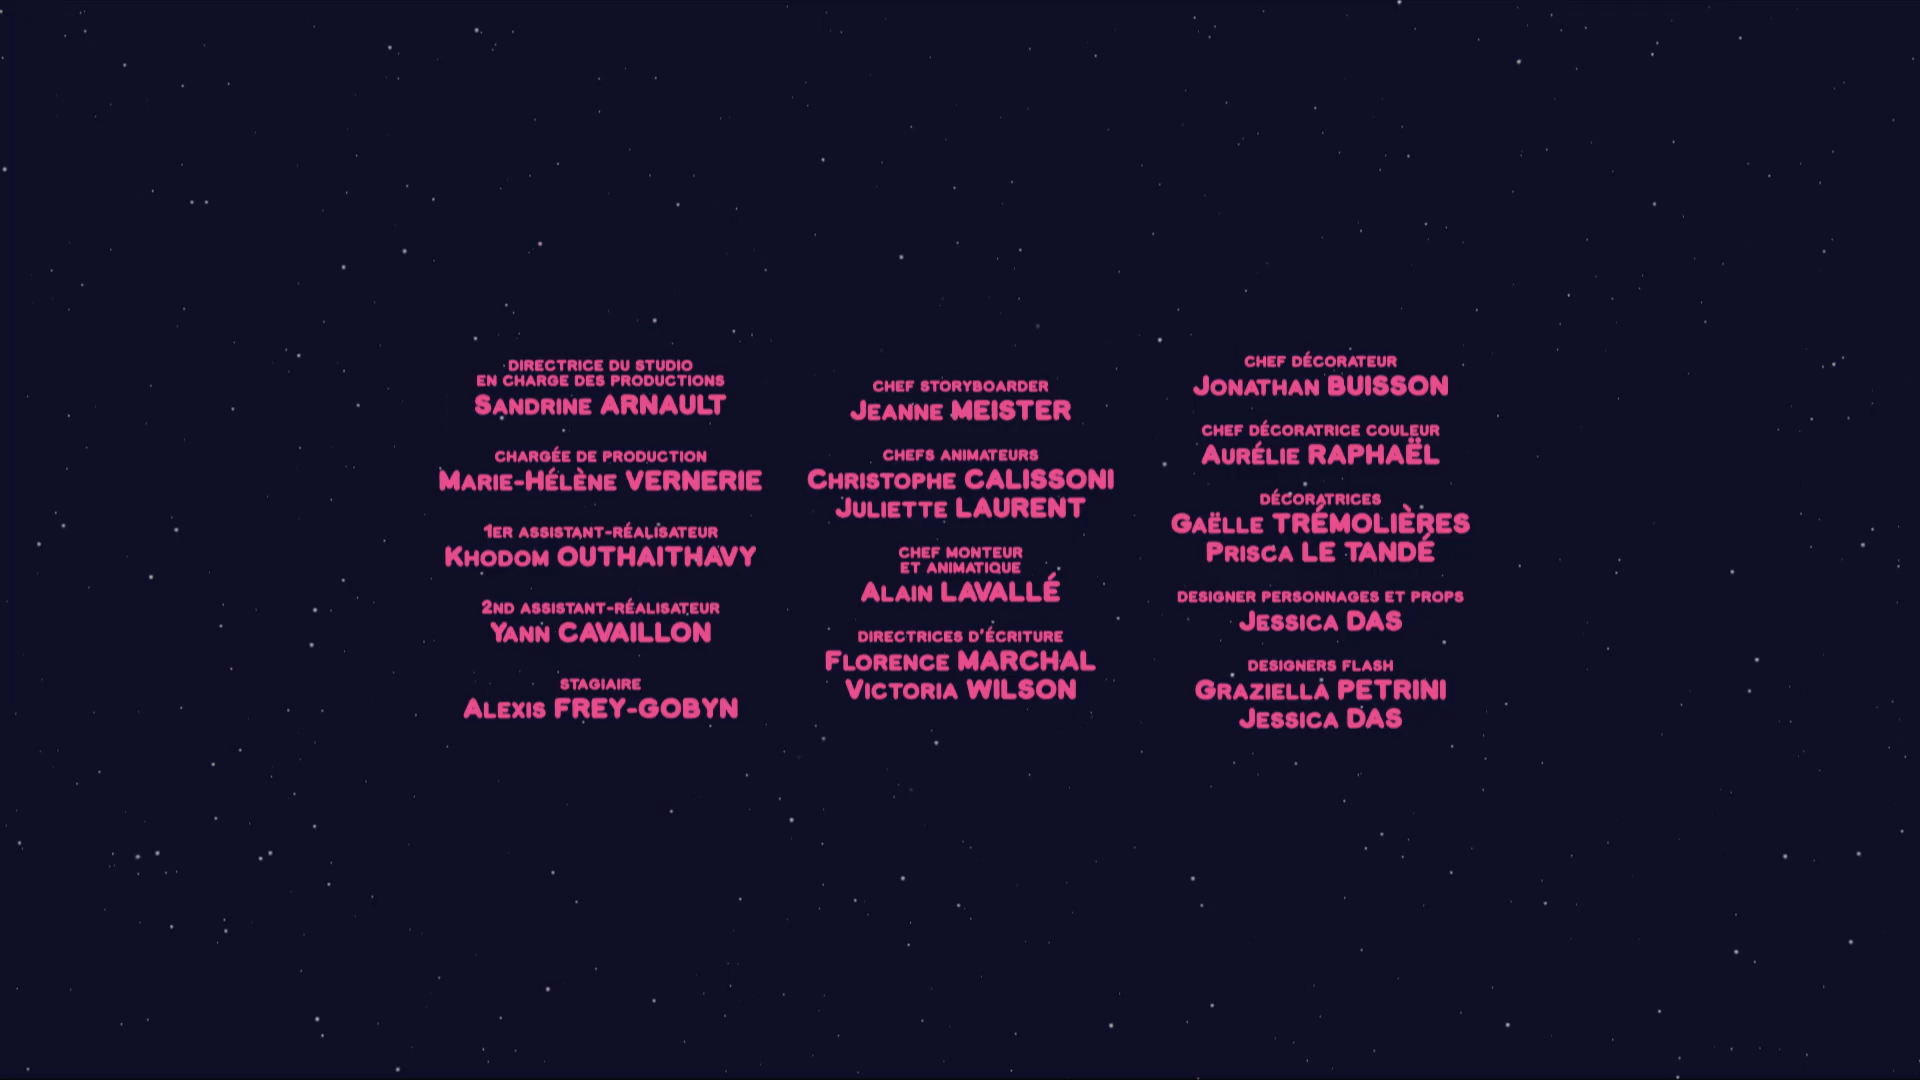 DIRECTRICE DU STUDIO
EN CHARGE DES PRODUCTIONS
Sandrine ARNAULT
CHARGÉE DE PRODUCTION
Marie-Hélène VERNERIE
1ER ASSISTANT-RÉALISATEUR
Khodom OUTHAITHAVY
2ND ASSISTANT-RÉALISATEUR
Yann CAVAILLON
STAGIAIRE
Alexis FREY-GOBYN
CHEF STORYBOARDER
Jeanne MEISTER
CHEFS ANIMATEURS
Christophe CALISSONI
Juliette LAURENT
CHEF MONTEUR
ET ANIMATIQUE
Alain LAVALLÉ
DIRECTRICES D'ÉCRITURE
Florence MARCHAL
Victoria WILSON
CHEF DÉCORATEUR
Jonathan BUISSON
CHEF DÉCORATRICE COULEUR
Aurélie RAPHAËL
DÉCORATRICES
Gaëlle TRÉMOLIÈRES
Prisca LE TANDÉ
DESIGNER PERSONNAGES ET PROPS
Jessica DAS
DESIGNERS FLASH
Graziella PETRINI
Jessica DAS